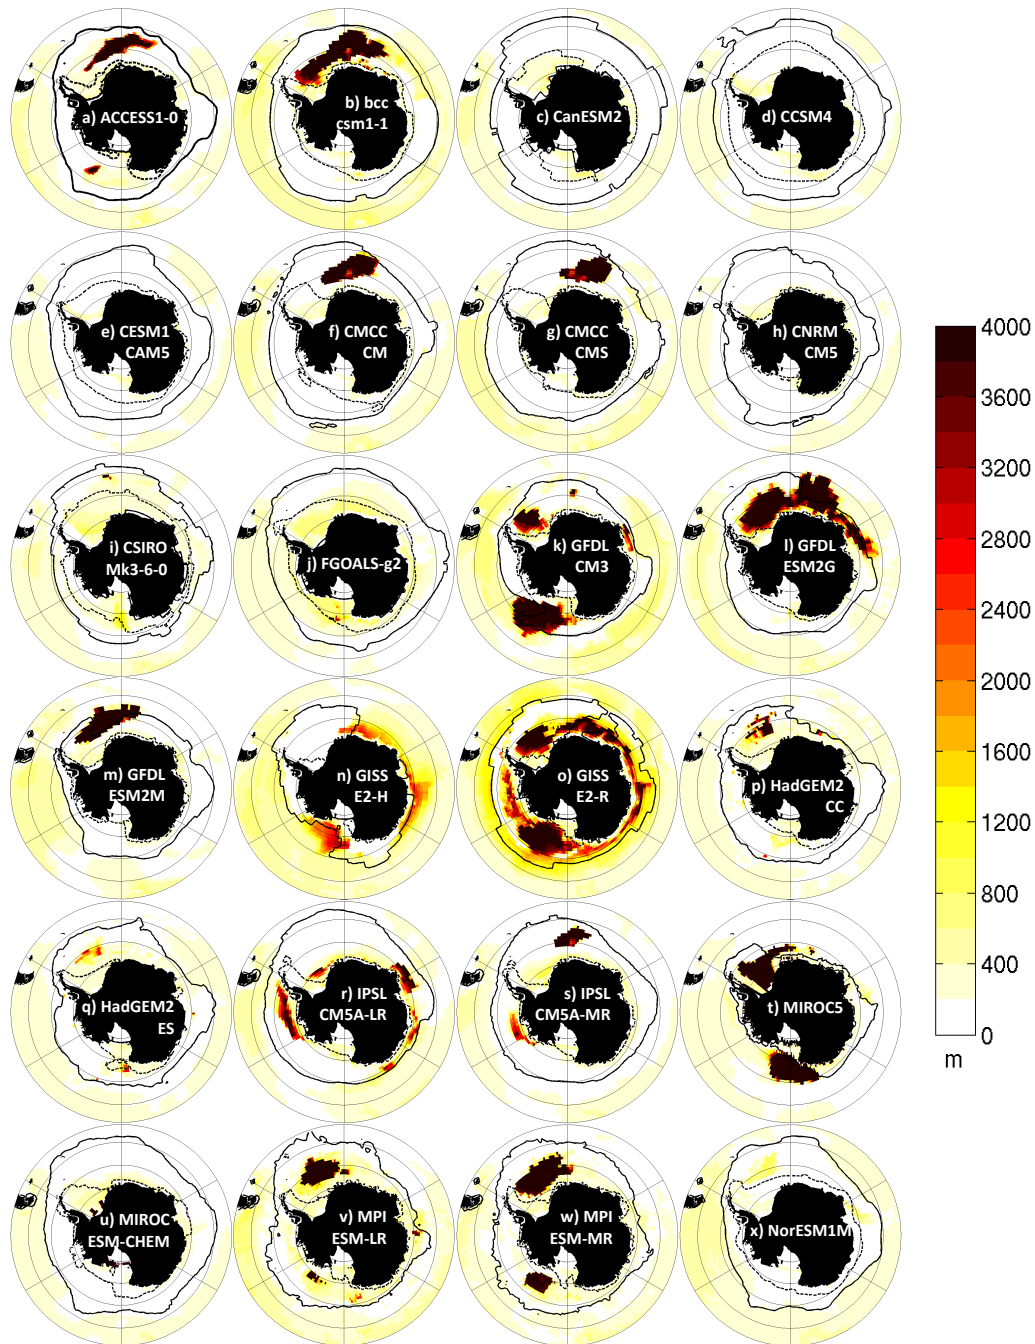 a) ACCESS1-0
b) bcc
csm1-1
c) CanESM2
d) CCSM4
e) CESM1
CAM5
f) CMCC
CM
g) CMCC
CMS
h) CNRM
CM5
i) CSIRO
Mk3-6-0
j) FGOALS-g2
k) GFDL
CM3
l) GFDL
ESM2G
m) GFDL
ESM2M
n) GISS
E2-H
o) GISS
E2-R
p) HadGEM2
CC
q) HadGEM2
ES
r) IPSL
CM5A-LR
s) IPSL
CM5A-MR
t) MIROC5
u) MIROC
ESM-CHEM
v) MPI
ESM-LR
w) MPI
ESM-MR
x) NorESM1M
4000
3600
3200
2800
2400
2000
1600
1200
800
400
0
m